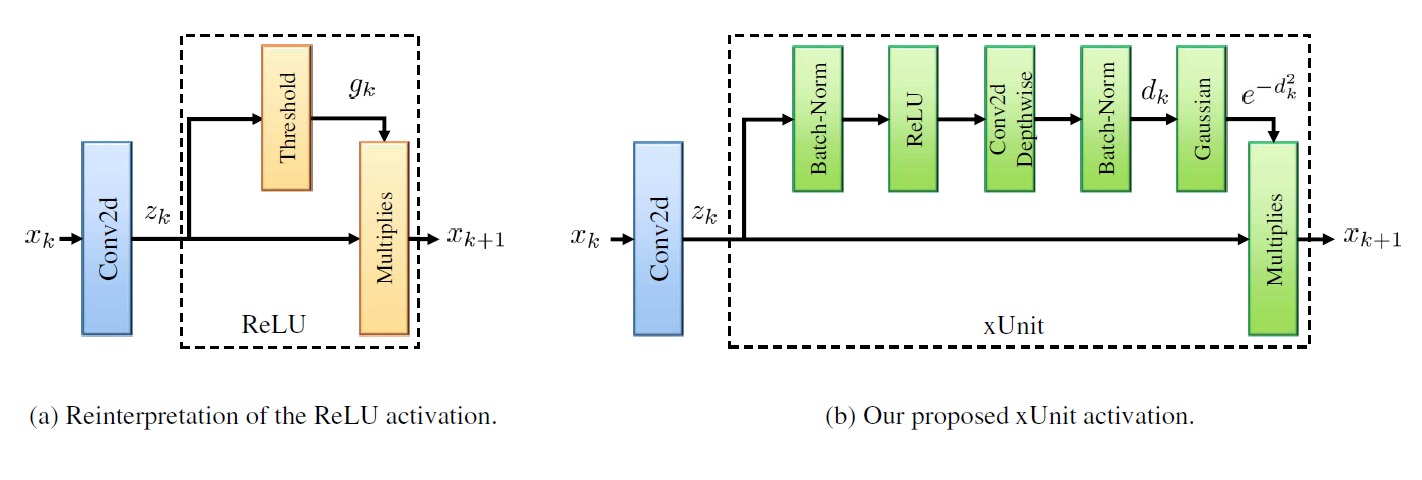 x_k
Conv2d
z_k
Threshold
g_k
Multiplies
x_{k+1}
ReLU
(a) Reinterpretation of the ReLU activation.
x_k
Conv2d
z_k
Batch-Norm
ReLU
Conv2d
Depthwise
Batch-Norm
d_k
Gaussian
e^{-d_k^2}
Multiplies
x_{k+1}
xUnit
(b) Our proposed xUnit activation.